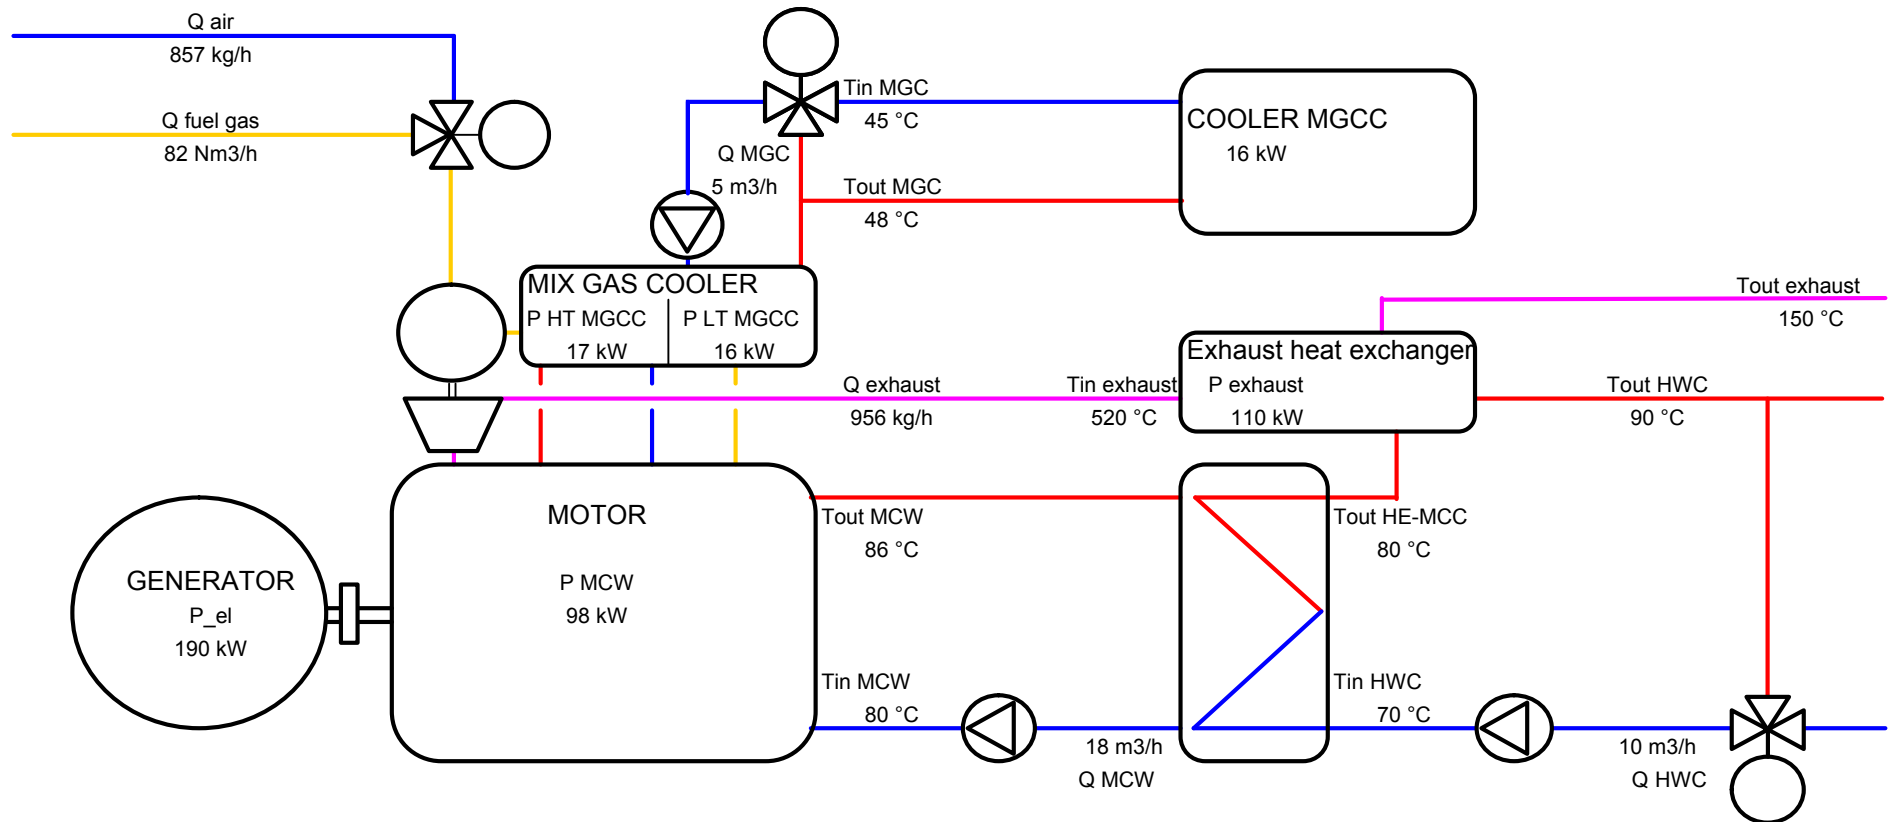 Q air
857 kg/h
Q fuel gas
82 Nm3/h
Tin MGC
45 °C
COOLER MGCC
16 kW
Q MGC
5 m3/h
Tout MGC
48 °C
MIX GAS COOLER
P HT MGCC
17 kW
P LT MGCC
16 kW
Tout exhaust
150 °C
Exhaust heat exchanger
P exhaust
110 kW
Q exhaust
956 kg/h
Tin exhaust
520 °C
Tout HWC
90 °C
MOTOR
P MCW
98 kW
GENERATOR
P_el
190 kW
Tout MCW
86 °C
Tout HE-MCC
80 °C
Tin MCW
80 °C
Tin HWC
70 °C
18 m3/h
Q MCW
10 m3/h
Q HWC